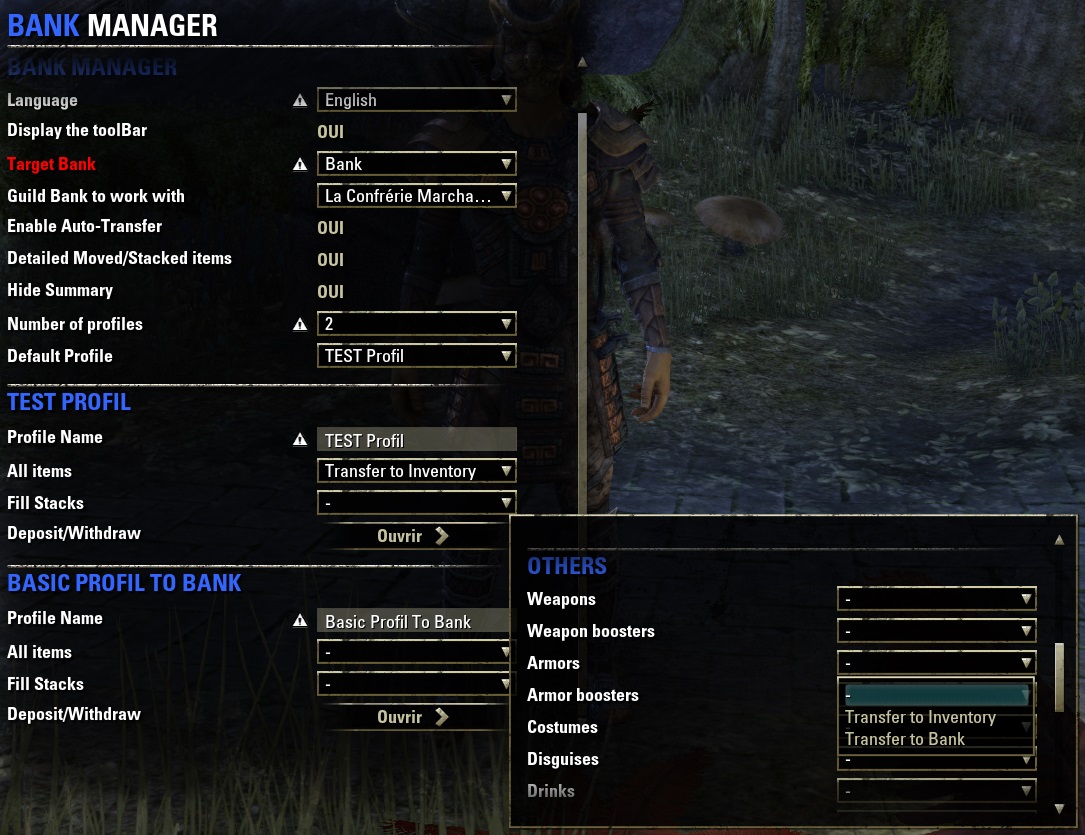 BANK MANAGER
BANK MANAGER
Language English
Display the toolBar OUI
Target Bank Bank
Guild Bank to work with La Confrérie Marcha...
Enable Auto-Transfer OUI
Detailed Moved/Stacked items OUI
Hide Summary OUI
Number of profiles 2
Default Profile TEST Profil
TEST PROFIL
Profile Name TEST Profil
All items Transfer to Inventory
Fill Stacks -
Deposit/Withdraw Ouvrir
BASIC PROFIL TO BANK
Profile Name Basic Profil To Bank
All items -
Fill Stacks -
Deposit/Withdraw Ouvrir
OTHERS
Weapons -
Weapon boosters -
Armors -
Armor boosters -
Transfer to Inventory
Costumes
Transfer to Bank
Disguises -
Drinks -